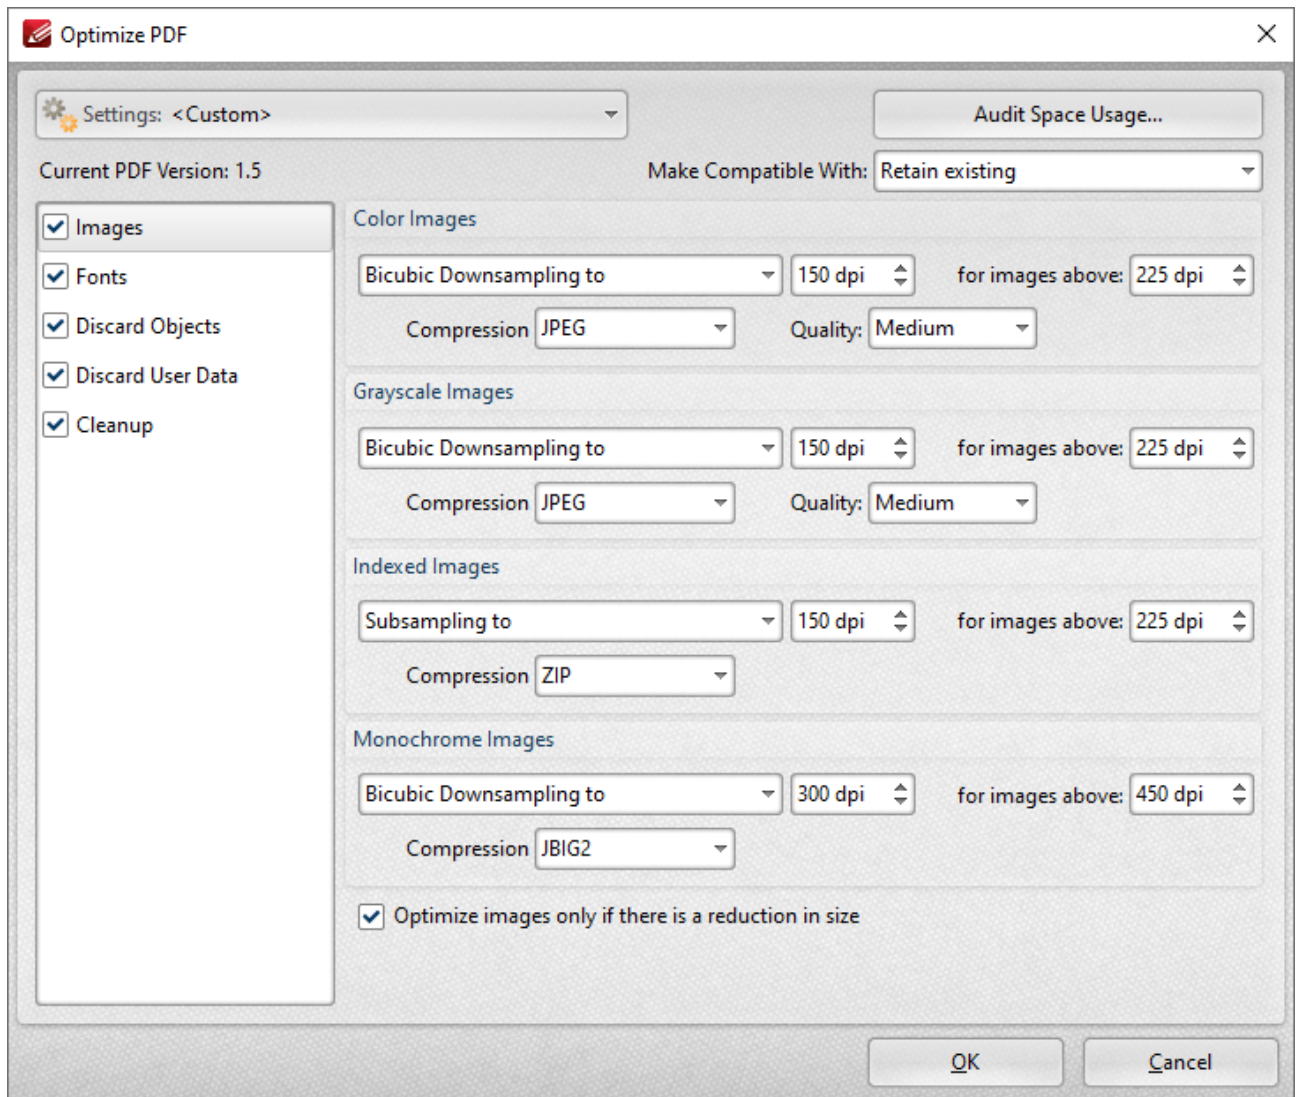 Optimize PDF
Settings: <Custom>
Audit Space Usage...
Current PDF Version: 1.5
Make Compatible With: Retain existing
Images
Fonts
Discard Objects
Discard User Data
Cleanup
Color Images
Bicubic Downsampling to 150 dpi for images above: 225 dpi
Compression JPEG Quality: Medium
Grayscale Images
Bicubic Downsampling to 150 dpi for images above: 225 dpi
Compression JPEG Quality: Medium
Indexed Images
Subsampling to 150 dpi for images above: 225 dpi
Compression ZIP
Monochrome Images
Bicubic Downsampling to 300 dpi for images above: 450 dpi
Compression JBIG2
Optimize images only if there is a reduction in size
OK Cancel